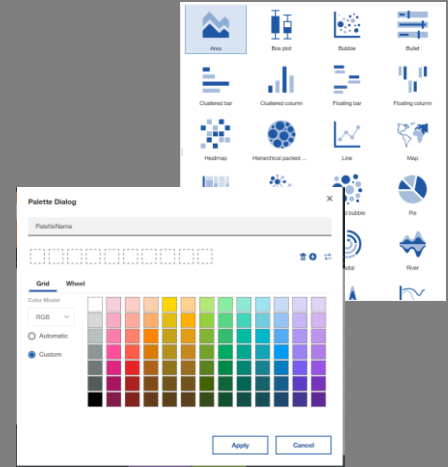 Area Box plot Bubble Bullet
Clustered bar Clustered column Floating bar Floating column
Heatmap Hierarchical packed ... Line Map
Palette Dialog
PaletteName
bubble Pie
River
Grid Wheel
Color Model
RGB
Automatic
Custom
Apply Cancel